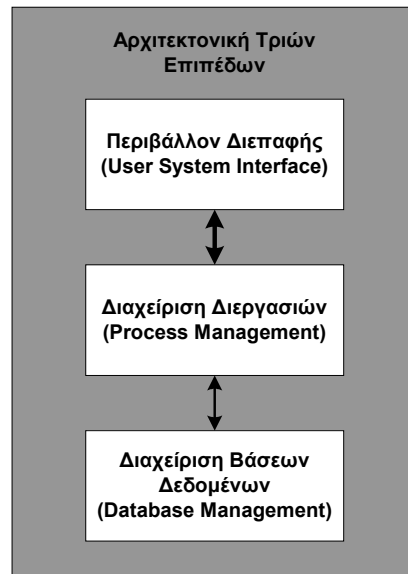 Αρχιτεκτονική Τριών
Επιπέδων
Περιβάλλον Διεπαφής
(User System Interface)
Διαχείριση Διεργασιών
(Process Management)
Διαχείριση Βάσεων
Δεδομένων
(Database Management)